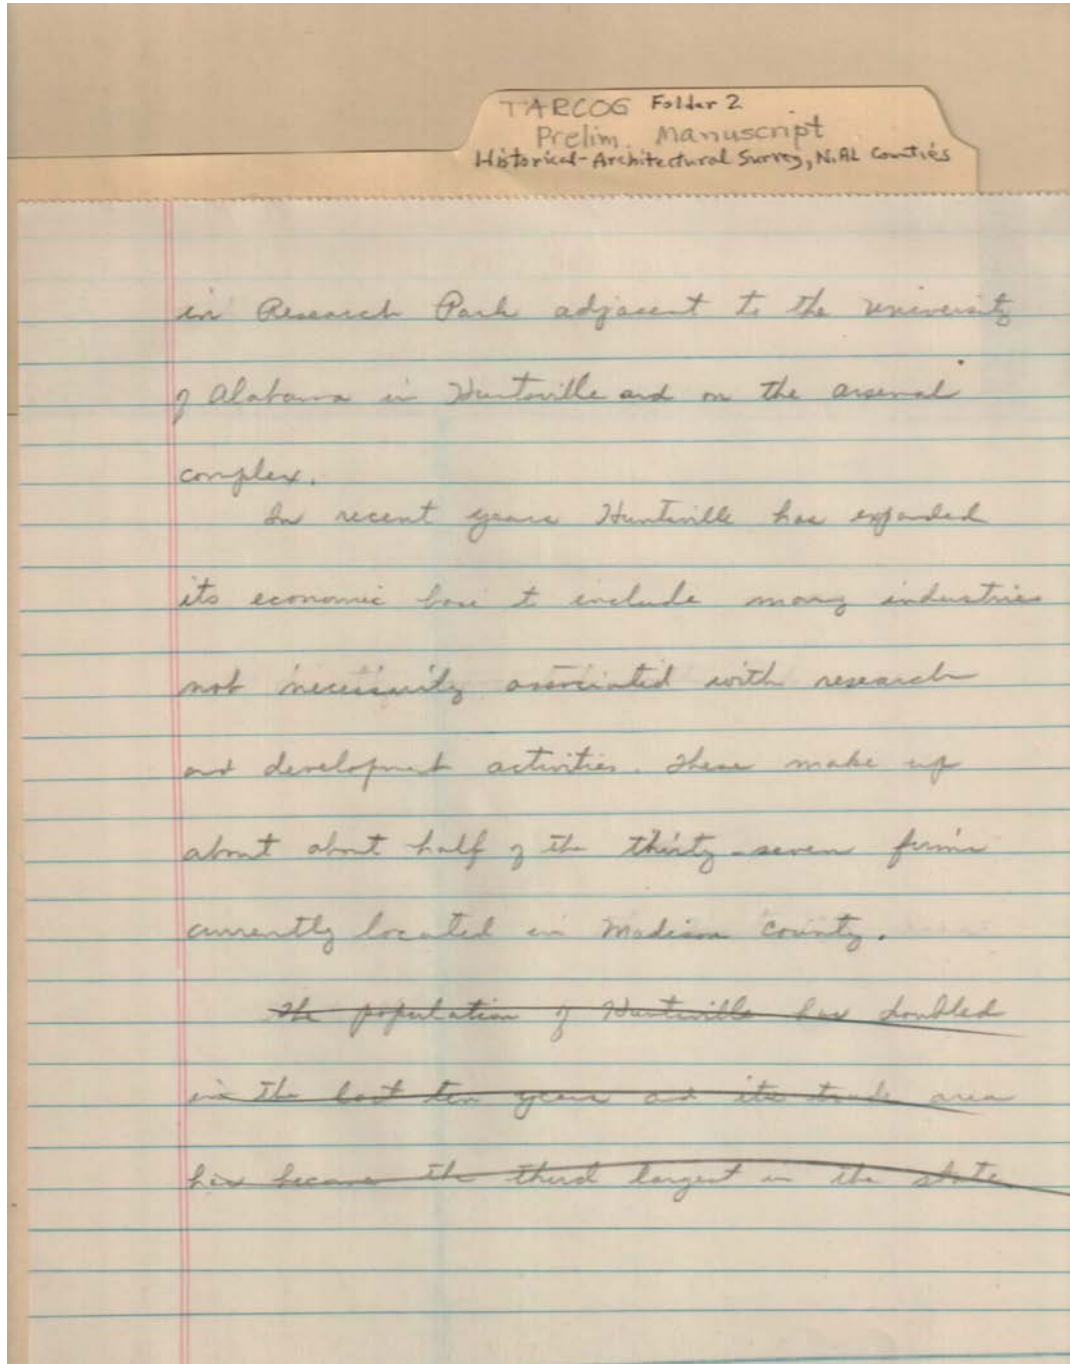 TARCOG Folder 2
Prelim. Manuscript
Historical-Architectural Survey, N. AL Counties
in Research Park adjacent to the University
of Alabama in Huntsville and on the arsenal
complex.
In recent years Huntsville has expanded
its economic base to include many industries
not necessarily associated with research
and development activities. These make up
about about half of the thirty-seven firms
currently located in Madison County.
The population of Huntsville has doubled
in the last ten years and its trade area
has became the third largest in the state